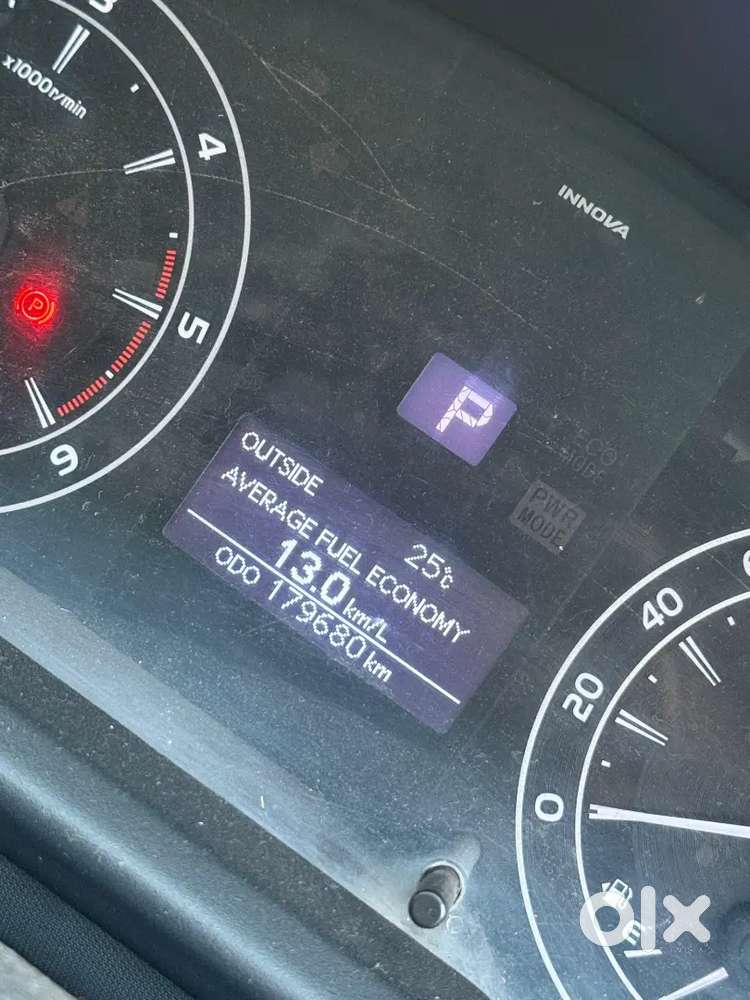 3
x1000r/min
4
5
6
INNOVA
P
P
ECO
PWR
MODE
OUTSIDE
25°C
AVERAGE FUEL ECONOMY
13.0 km/L
ODO 179680 km
40
20
0
E
olx